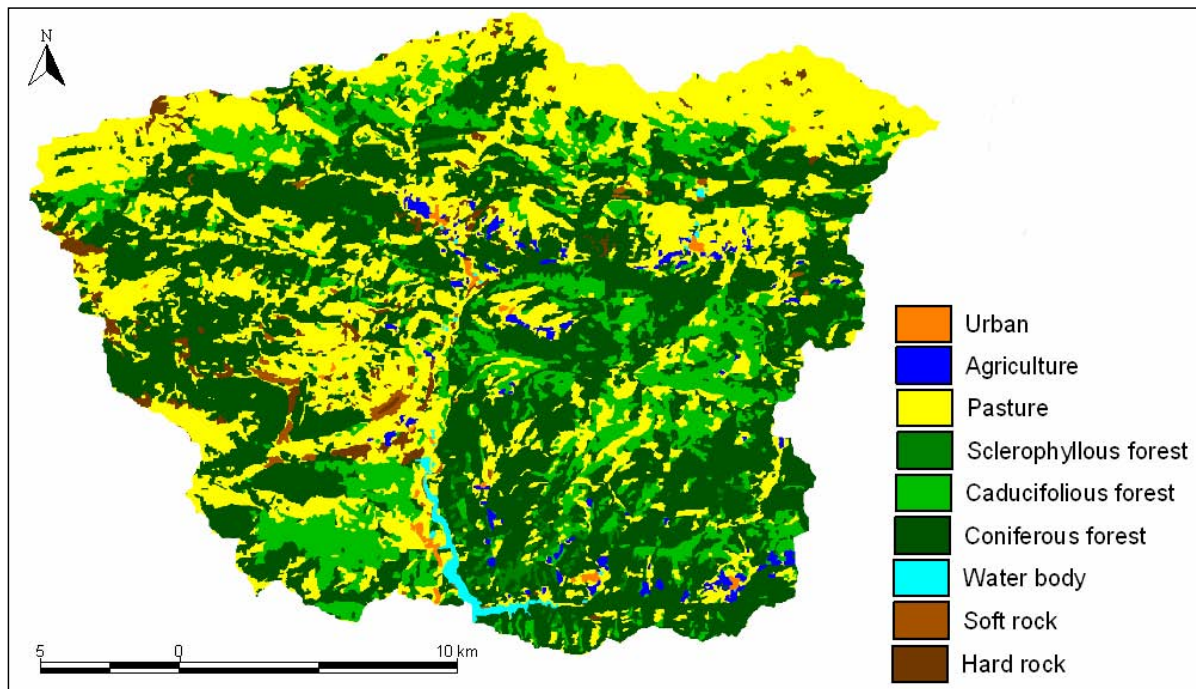 N
Urban
Agriculture
Pasture
Sclerophyllous forest
Caducifolious forest
Coniferous forest
Water body
Soft rock
Hard rock
5 0 10 km